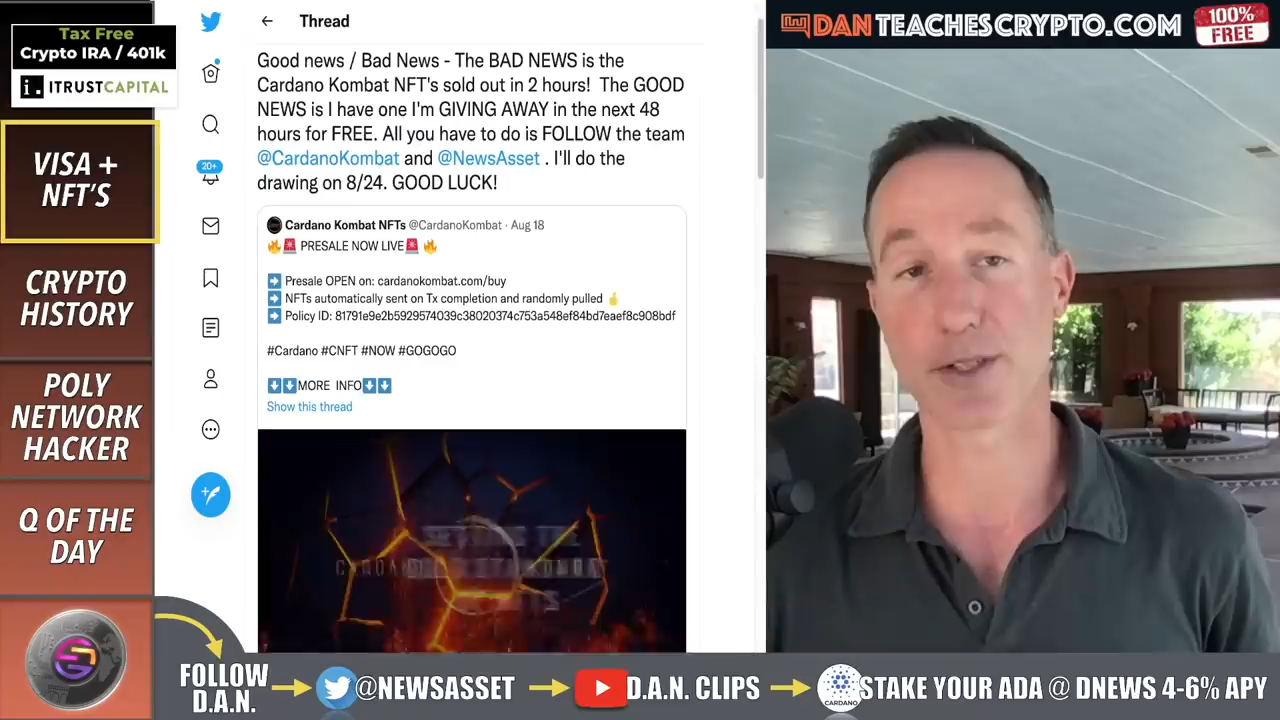 Tax Free
Crypto IRA / 401k
i. ITRUSTCAPITAL
VISA +
NFT'S
CRYPTO
HISTORY
POLY
NETWORK
HACKER
Q OF THE
DAY
20+
Thread
Good news / Bad News - The BAD NEWS is the
Cardano Kombat NFT's sold out in 2 hours! The GOOD
NEWS is I have one I'm GIVING AWAY in the next 48
hours for FREE. All you have to do is FOLLOW the team
@CardanoKombat and @NewsAsset . I'll do the
drawing on 8/24. GOOD LUCK!
Cardano Kombat NFTs @CardanoKombat · Aug 18
🔥🚨 PRESALE NOW LIVE🚨 🔥
➡️ Presale OPEN on: cardanokombat.com/buy
➡️ NFTs automatically sent on Tx completion and randomly pulled 👍
➡️ Policy ID: 81791e9e2b5929574039c38020374c753a548ef84bd7eaef8c908bdf
#Cardano #CNFT #NOW #GOGOGO
⬇️⬇️MORE INFO⬇️⬇️
Show this thread
DANTEACHESCRYPTO.COM
100%
FREE
FOLLOW
D.A.N.
@NEWSASSET
D.A.N. CLIPS
CARDANO
STAKE YOUR ADA @ DNEWS 4-6% APY